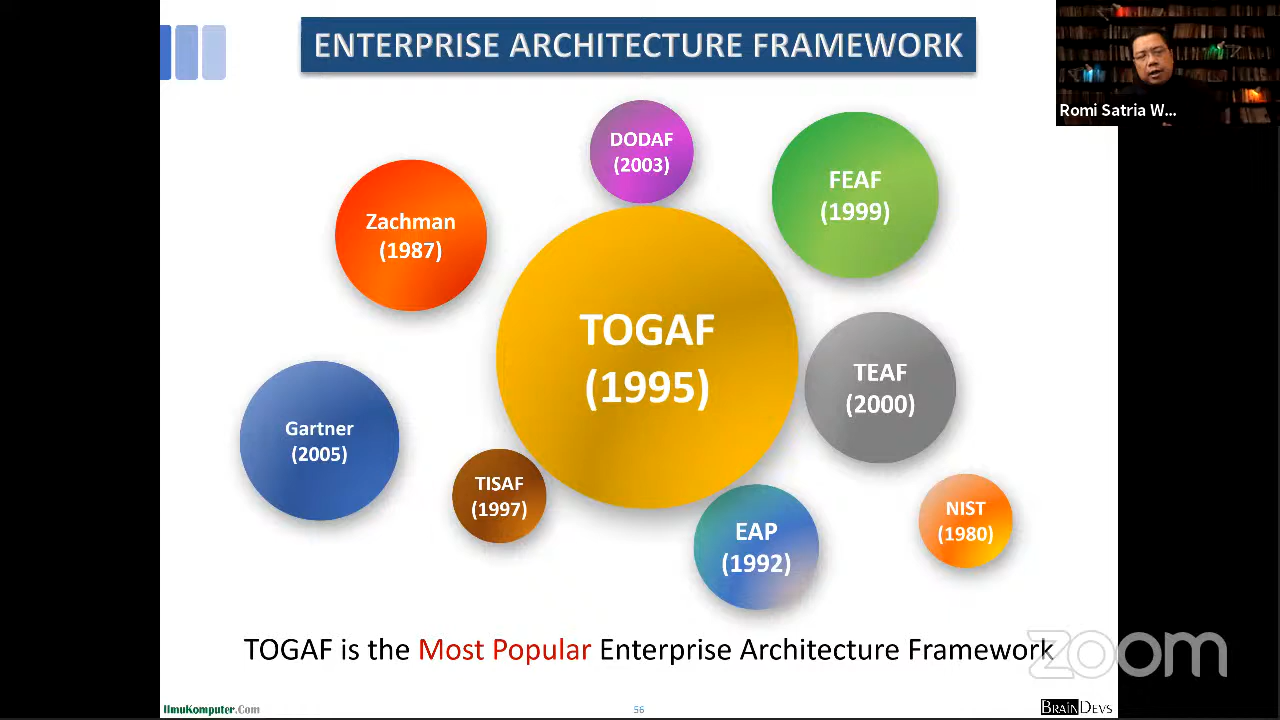 ENTERPRISE ARCHITECTURE FRAMEWORK
Romi Satria W...
DODAF
(2003)
FEAF
(1999)
Zachman
(1987)
TOGAF
(1995)
TEAF
(2000)
Gartner
(2005)
TISAF
(1997)
NIST
(1980)
EAP
(1992)
TOGAF is the Most Popular Enterprise Architecture Framework
zoom
IlmuKomputer.Com
56
BRAINDEVS